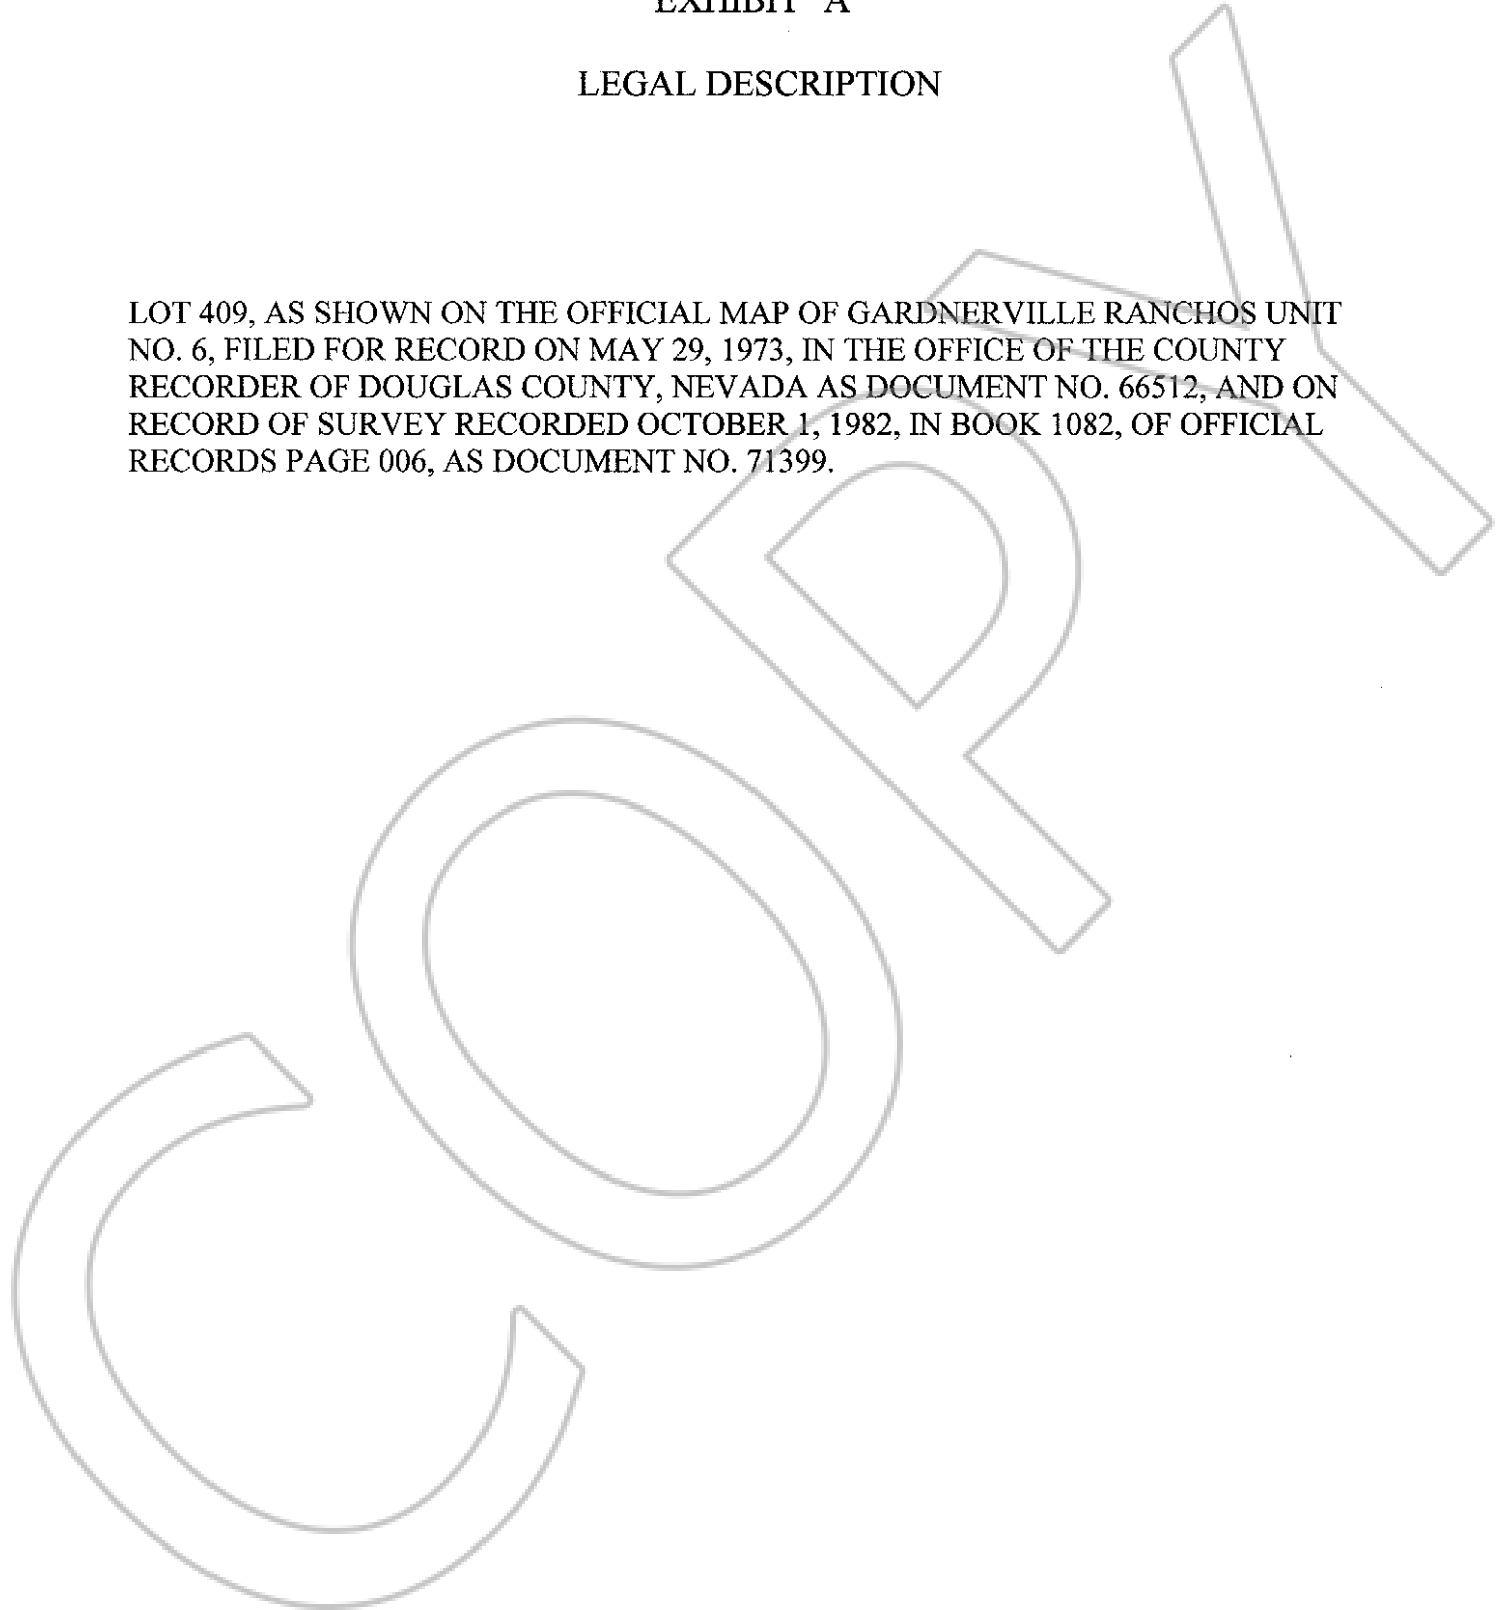 EXHIBIT A
LEGAL DESCRIPTION
LOT 409, AS SHOWN ON THE OFFICIAL MAP OF GARDNERVILLE RANCHOS UNIT
NO. 6, FILED FOR RECORD ON MAY 29, 1973, IN THE OFFICE OF THE COUNTY
RECORDER OF DOUGLAS COUNTY, NEVADA AS DOCUMENT NO. 66512, AND ON
RECORD OF SURVEY RECORDED OCTOBER 1, 1982, IN BOOK 1082, OF OFFICIAL
RECORDS PAGE 006, AS DOCUMENT NO. 71399.
COPY